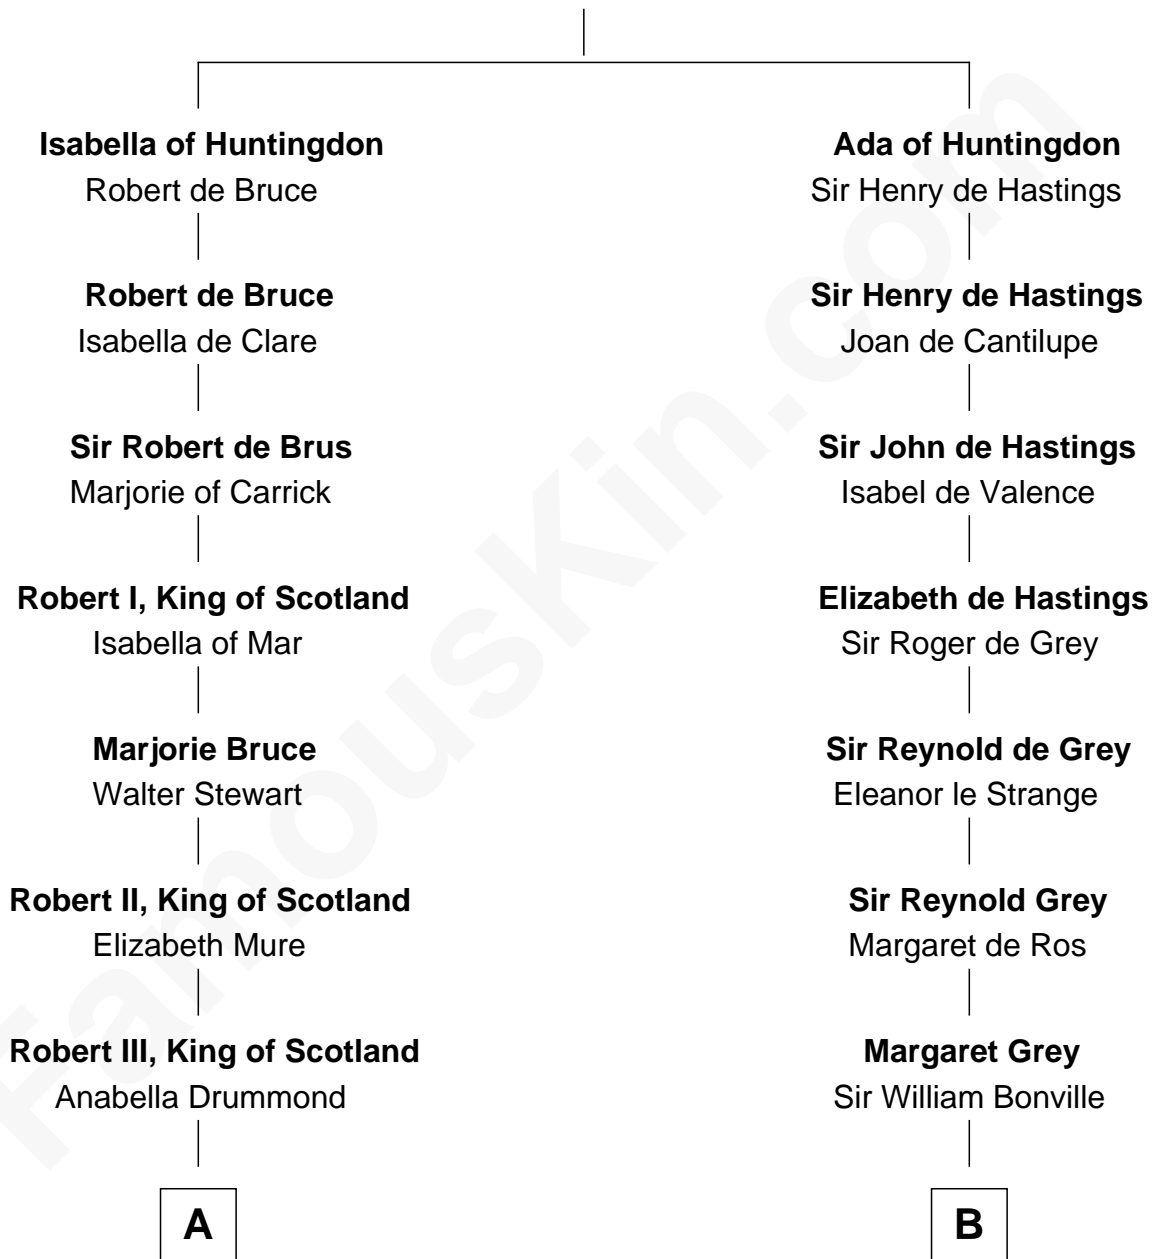 Isabella of Huntingdon
Robert de Bruce
Robert de Bruce
Isabella de Clare
Sir Robert de Brus
Marjorie of Carrick
Robert I, King of Scotland
Isabella of Mar
Marjorie Bruce
Walter Stewart
Robert II, King of Scotland
Elizabeth Mure
Robert III, King of Scotland
Anabella Drummond
A
Ada of Huntingdon
Sir Henry de Hastings
Sir Henry de Hastings
Joan de Cantilupe
Sir John de Hastings
Isabel de Valence
Elizabeth de Hastings
Sir Roger de Grey
Sir Reynold de Grey
Eleanor le Strange
Sir Reynold Grey
Margaret de Ros
Margaret Grey
Sir William Bonville
B
FamousKin.com